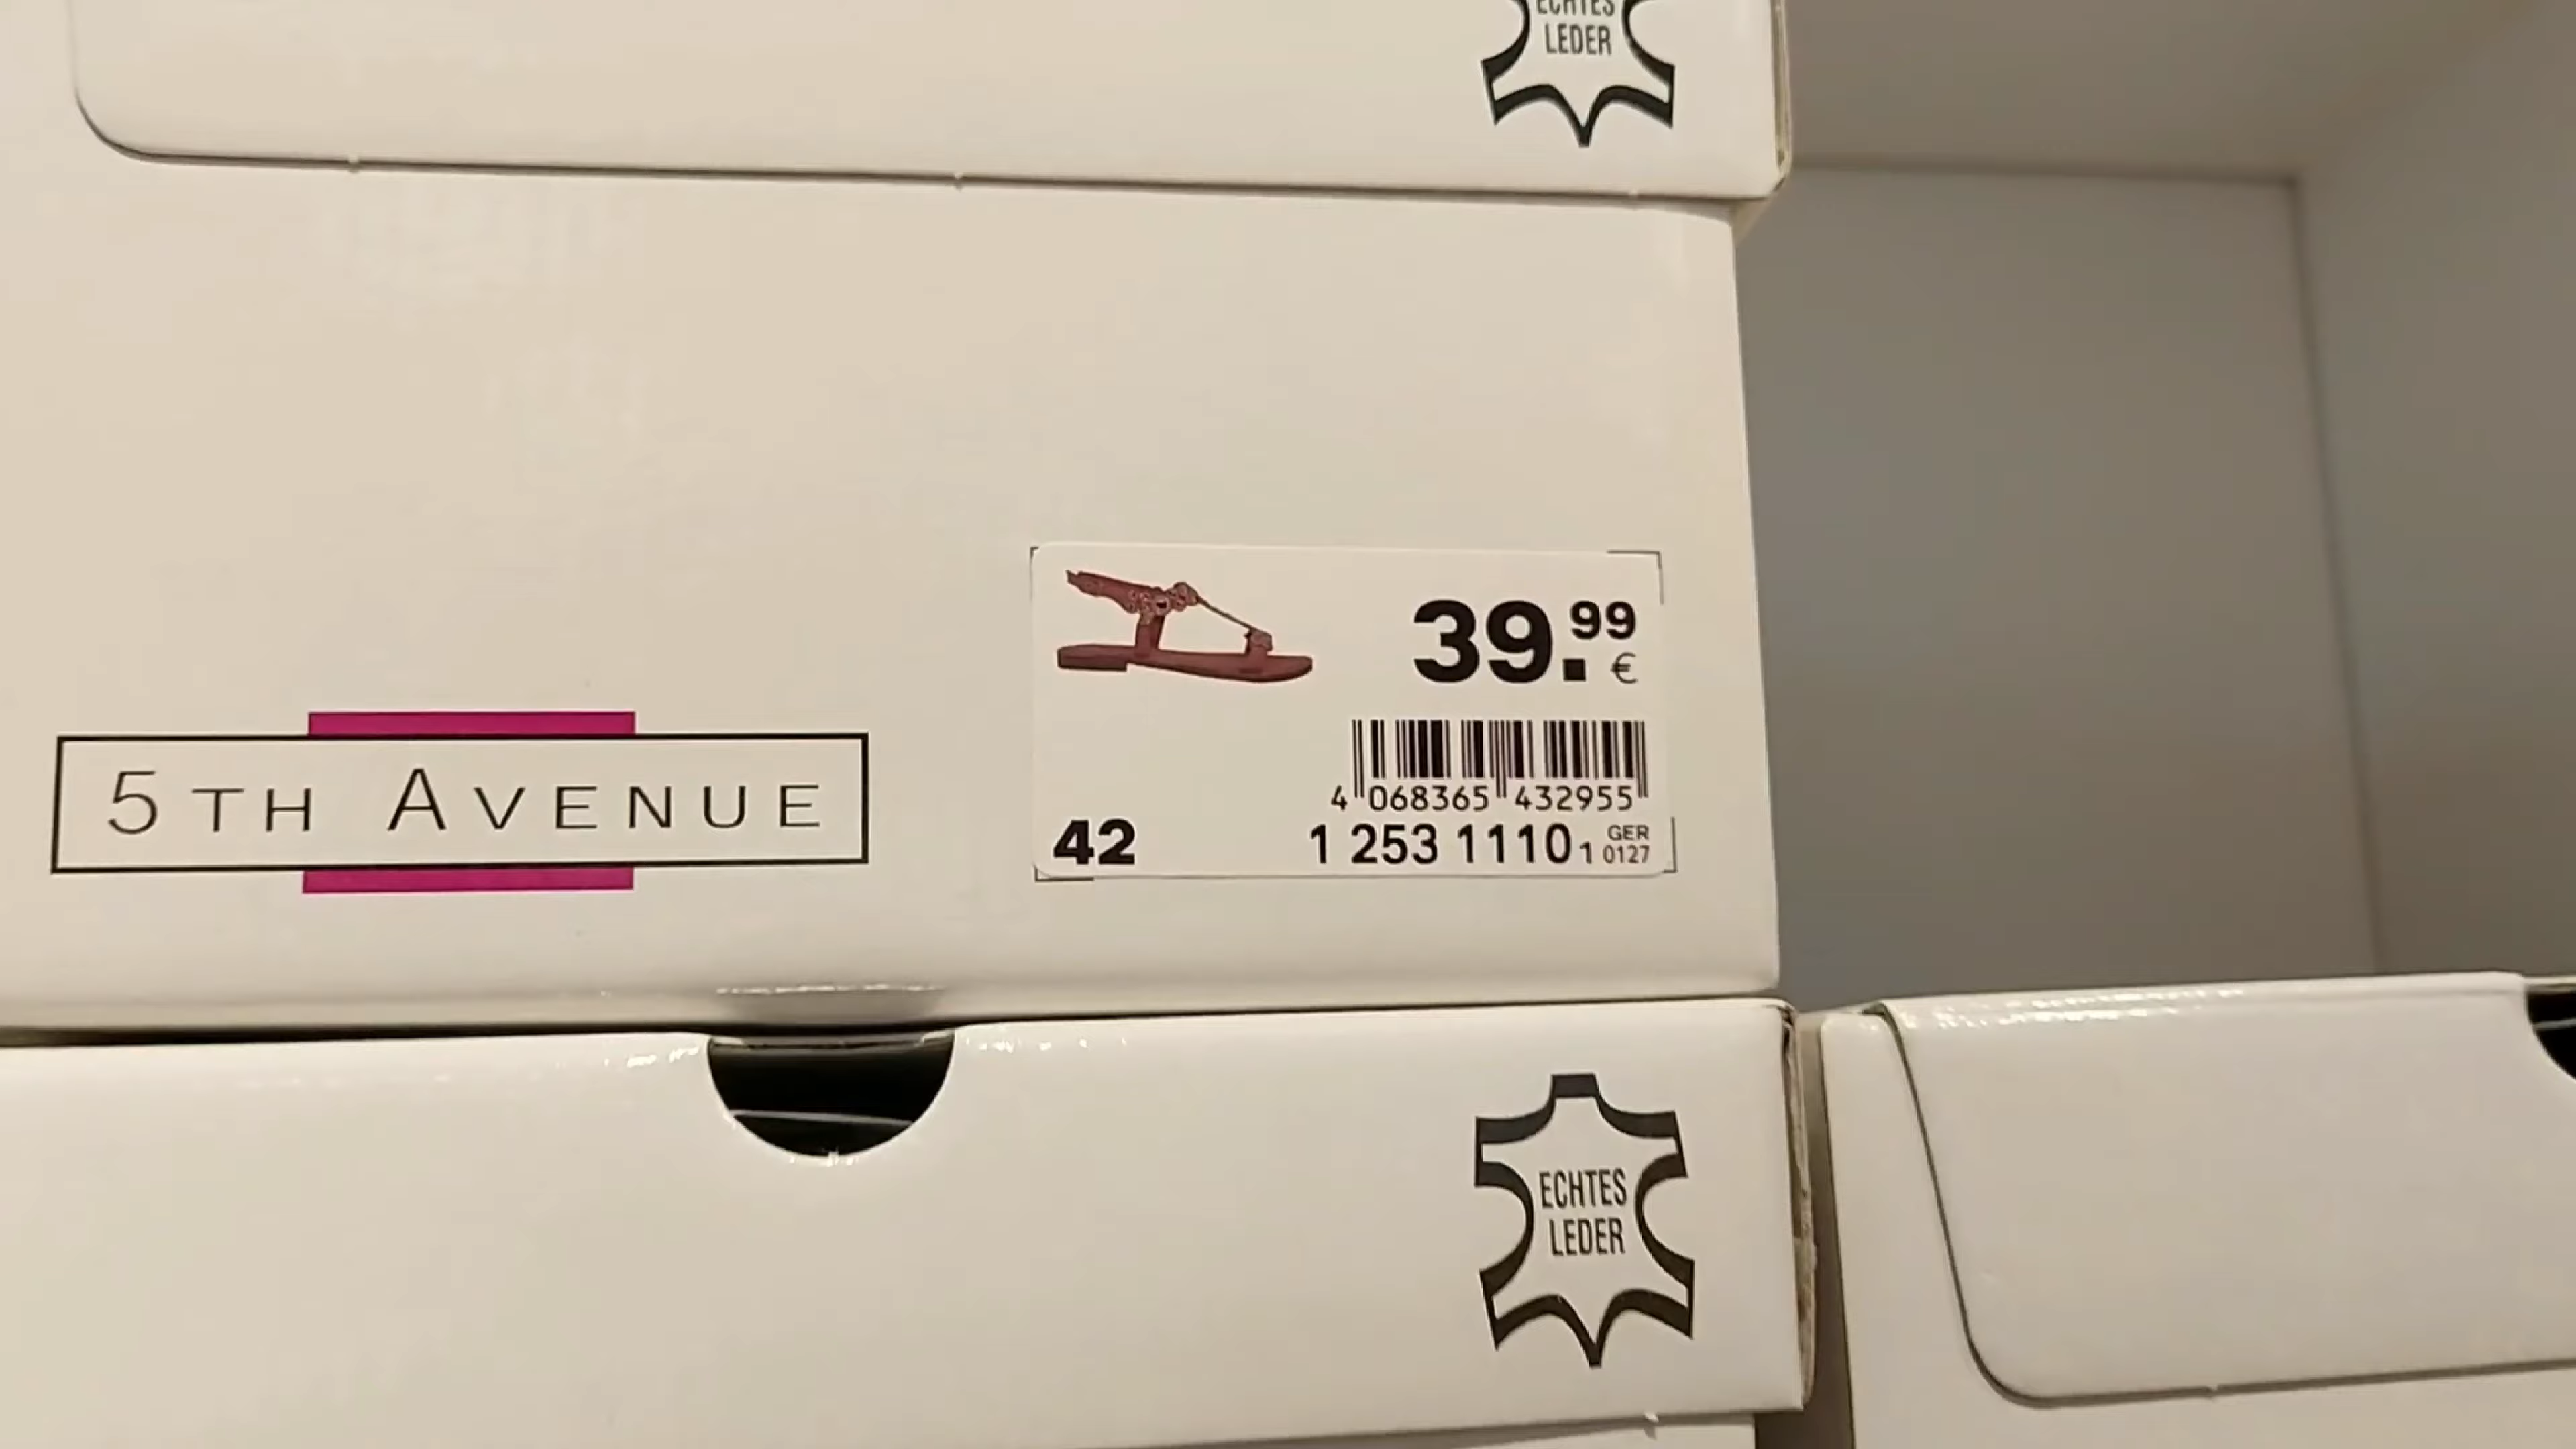 ECHTES
LEDER
39.99
€
4 068365 432955
42
1 253 1110 1 GER 0127
5TH AVENUE
ECHTES
LEDER